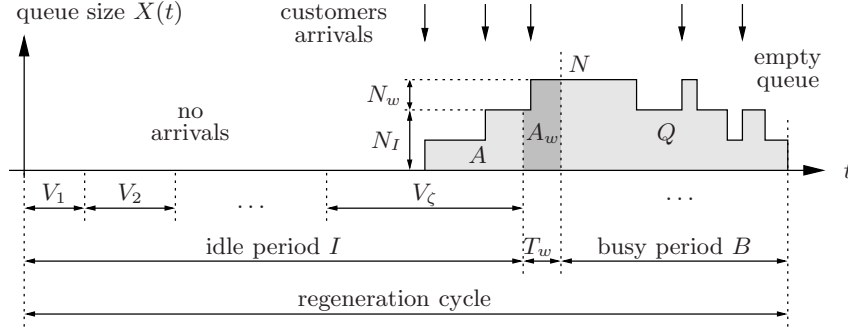 queue size X(t)
customers
arrivals
empty
queue
N
N_w
no
arrivals
N_I
A
A_w
Q
t
V_1
V_2
...
V_ζ
...
idle period I
T_w
busy period B
regeneration cycle